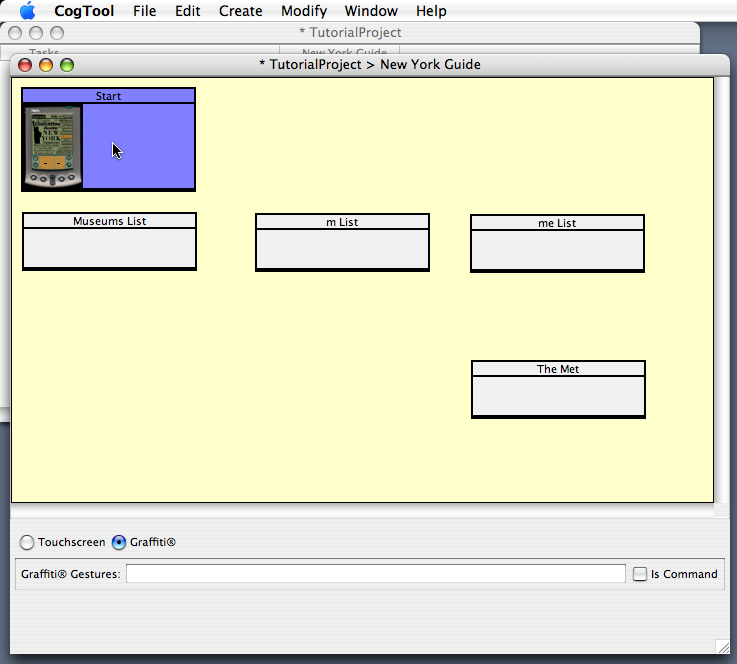 CogTool File Edit Create Modify Window Help
* TutorialProject
Tasks New York Guide
* TutorialProject > New York Guide
Start
NEW
YORK
Museums List
m List
me List
The Met
Touchscreen Graffiti®
Graffiti® Gestures: Is Command